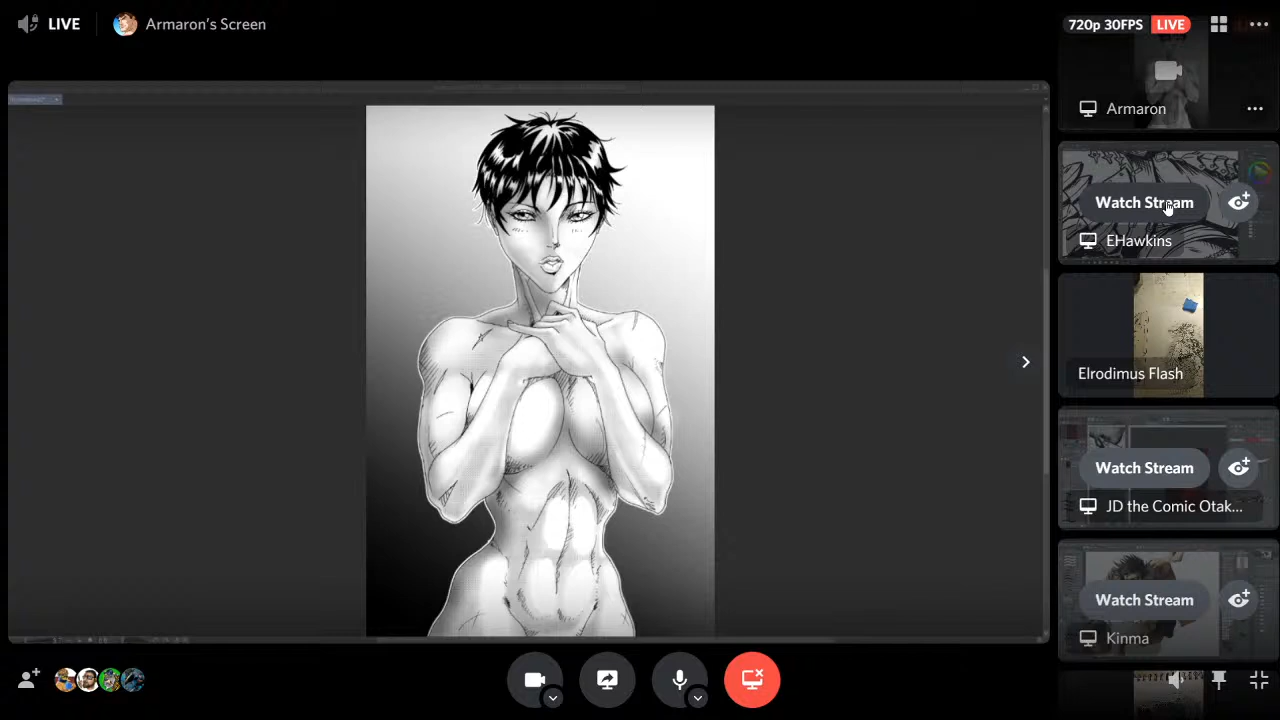 LIVE
Armaron's Screen
720p 30FPS
LIVE
Armaron
Watch Stream
EHawkins
Elrodimus Flash
Watch Stream
JD the Comic Otak...
Watch Stream
Kinma